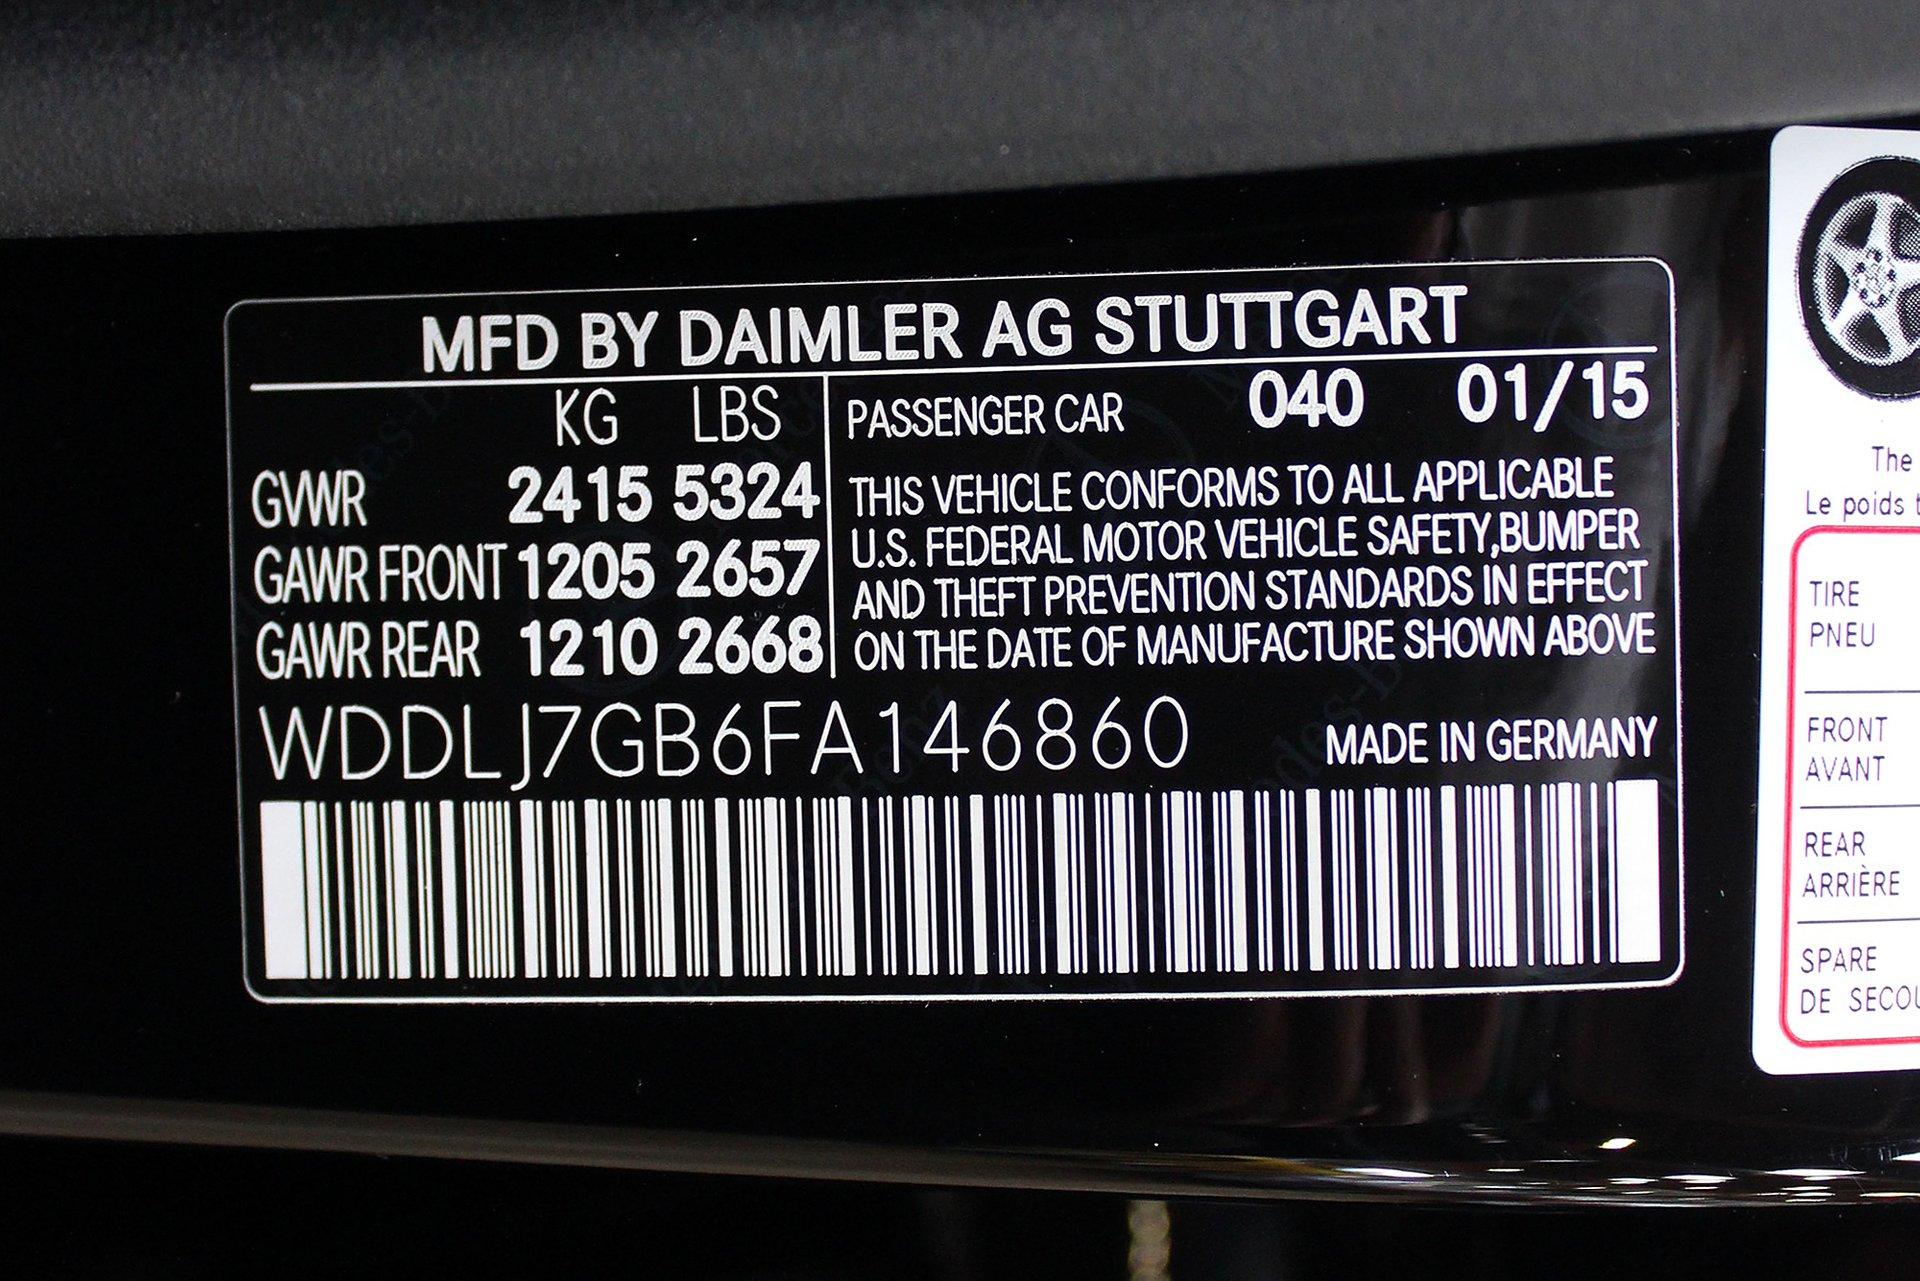 MFD BY DAIMLER AG STUTTGART
KG LBS
GVWR 2415 5324
GAWR FRONT 1205 2657
GAWR REAR 1210 2668
PASSENGER CAR 040 01/15
THIS VEHICLE CONFORMS TO ALL APPLICABLE
U.S. FEDERAL MOTOR VEHICLE SAFETY,BUMPER
AND THEFT PREVENTION STANDARDS IN EFFECT
ON THE DATE OF MANUFACTURE SHOWN ABOVE
WDDLJ7GB6FA146860
MADE IN GERMANY
The
Le poids
TIRE
PNEU
FRONT
AVANT
REAR
ARRIÈRE
SPARE
DE